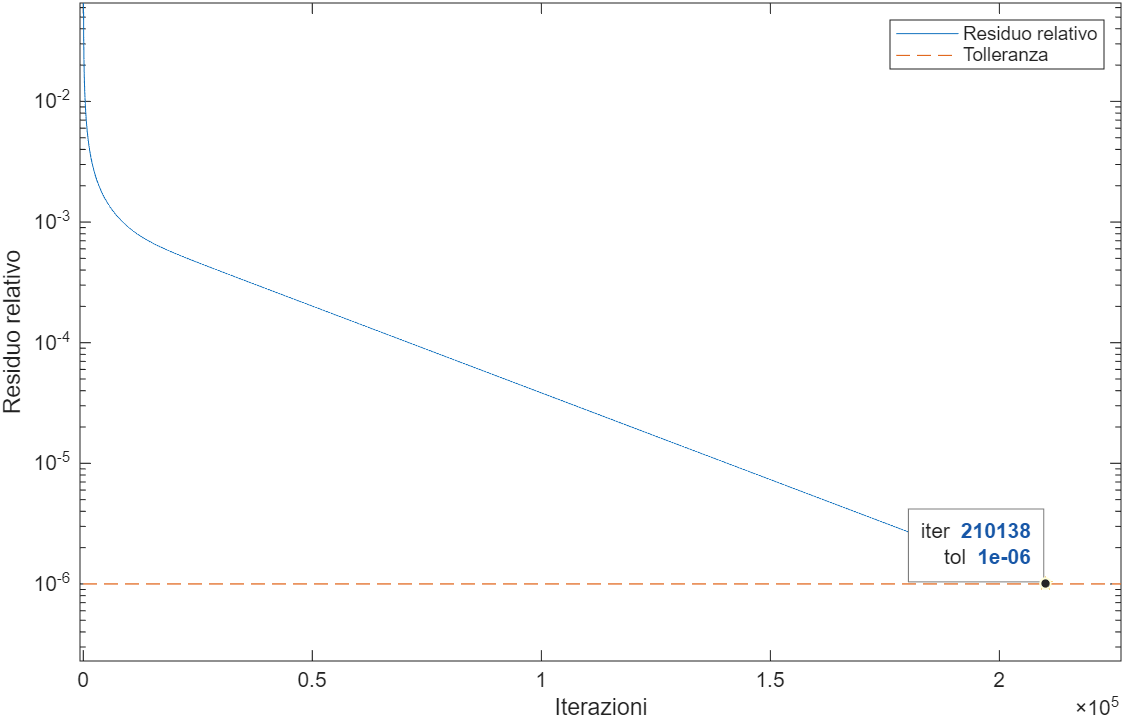 Residuo relativo
Tolleranza
10^-2
10^-3
10^-4
10^-5
10^-6
Residuo relativo
iter 210138
tol 1e-06
0 0.5 1 1.5 2
Iterazioni
×10^5